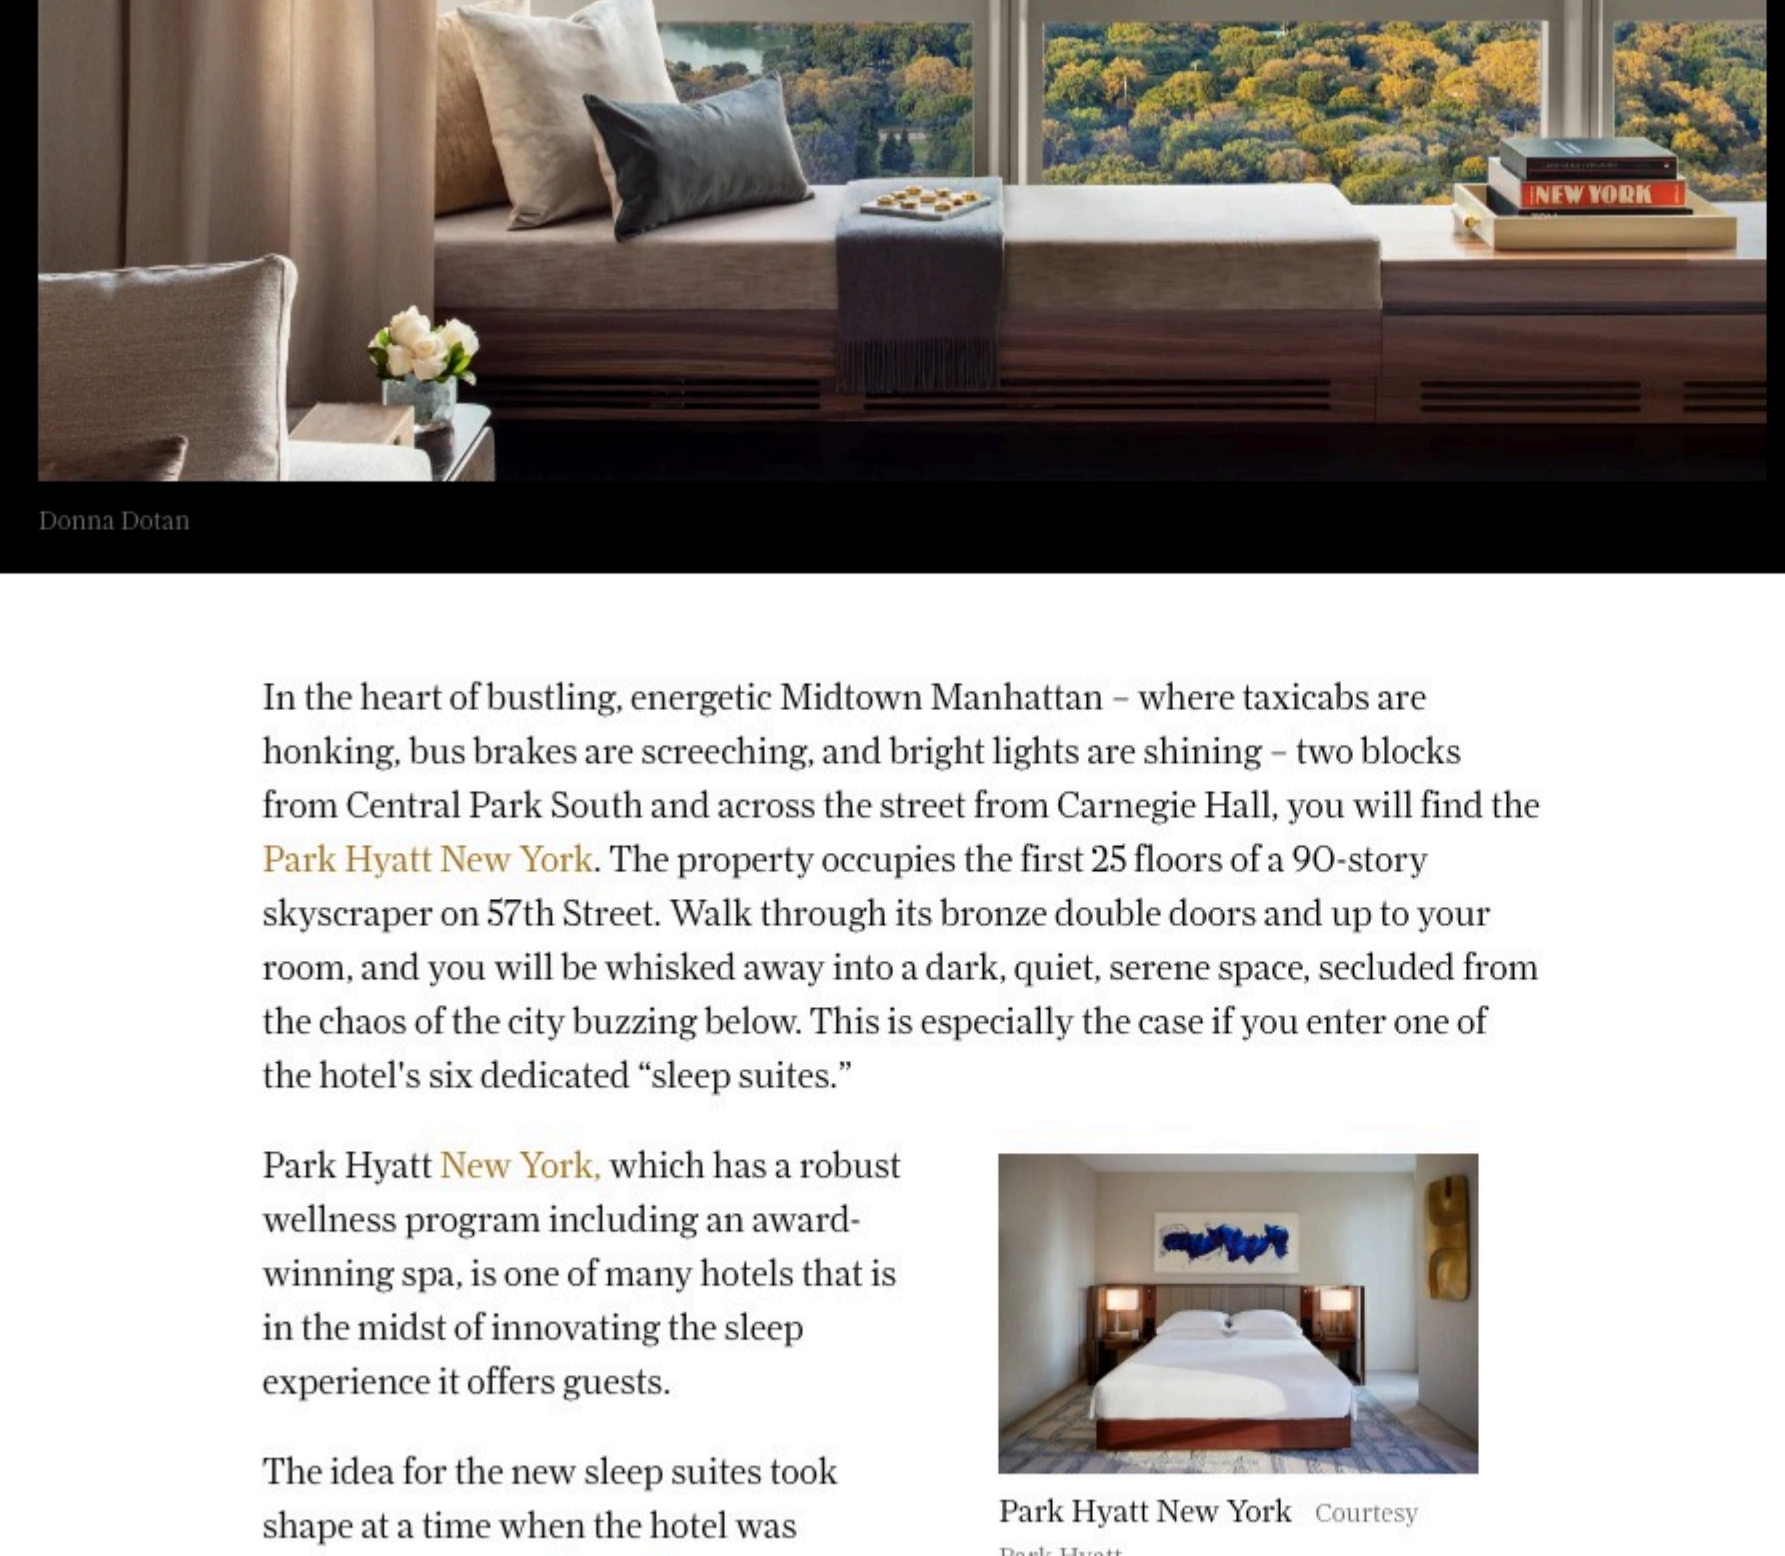 NEW YORK
Donna Dotan
In the heart of bustling, energetic Midtown Manhattan – where taxicabs are
honking, bus brakes are screeching, and bright lights are shining – two blocks
from Central Park South and across the street from Carnegie Hall, you will find the
Park Hyatt New York. The property occupies the first 25 floors of a 90-story
skyscraper on 57th Street. Walk through its bronze double doors and up to your
room, and you will be whisked away into a dark, quiet, serene space, secluded from
the chaos of the city buzzing below. This is especially the case if you enter one of
the hotel's six dedicated “sleep suites.”
Park Hyatt New York, which has a robust
wellness program including an award-
winning spa, is one of many hotels that is
in the midst of innovating the sleep
experience it offers guests.
The idea for the new sleep suites took
shape at a time when the hotel was
Park Hyatt New York Courtesy
Park Hyatt